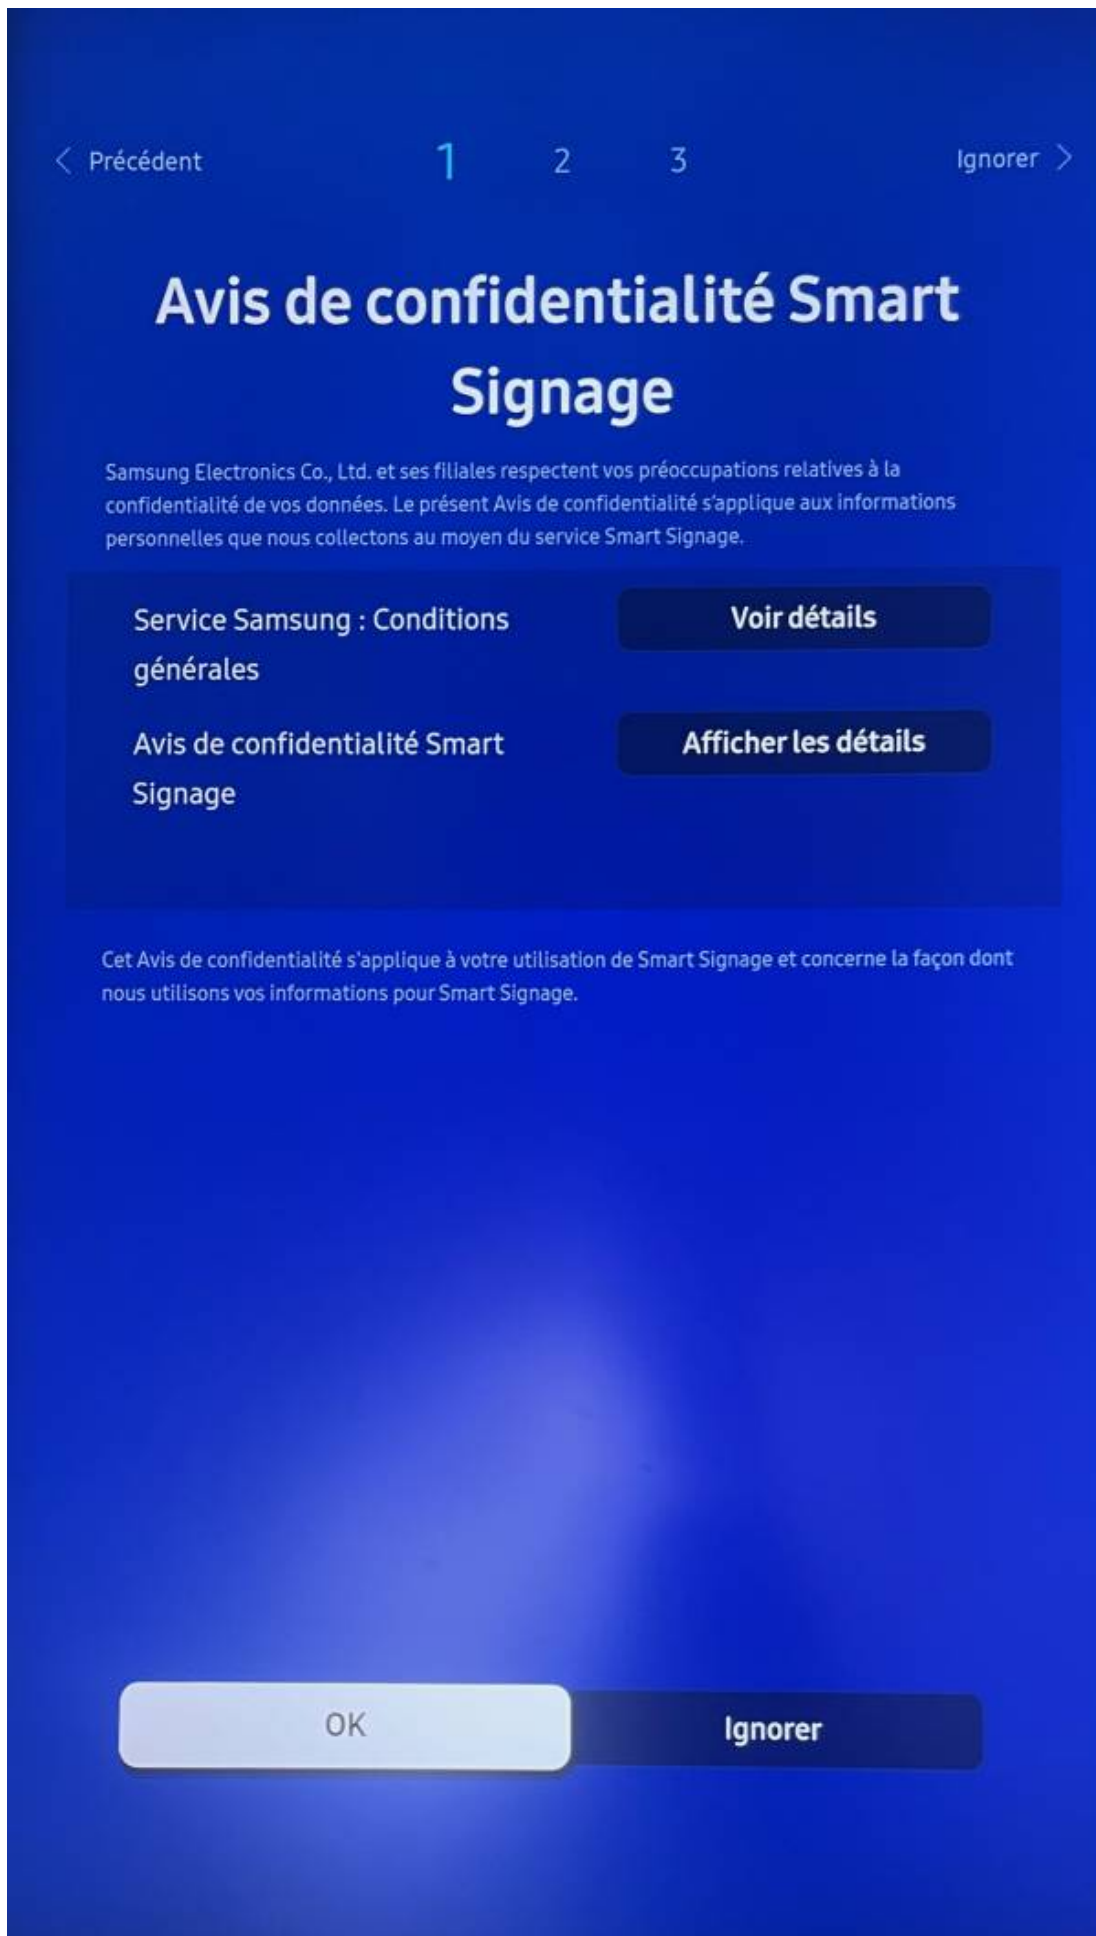 Précédent 1 2 3 Ignorer
Avis de confidentialité Smart
Signage
Samsung Electronics Co., Ltd. et ses filiales respectent vos préoccupations relatives à la
confidentialité de vos données. Le présent Avis de confidentialité s'applique aux informations
personnelles que nous collectons au moyen du service Smart Signage.
Service Samsung : Conditions
générales
Voir détails
Avis de confidentialité Smart
Signage
Afficher les détails
Cet Avis de confidentialité s'applique à votre utilisation de Smart Signage et concerne la façon dont
nous utilisons vos informations pour Smart Signage.
OK Ignorer